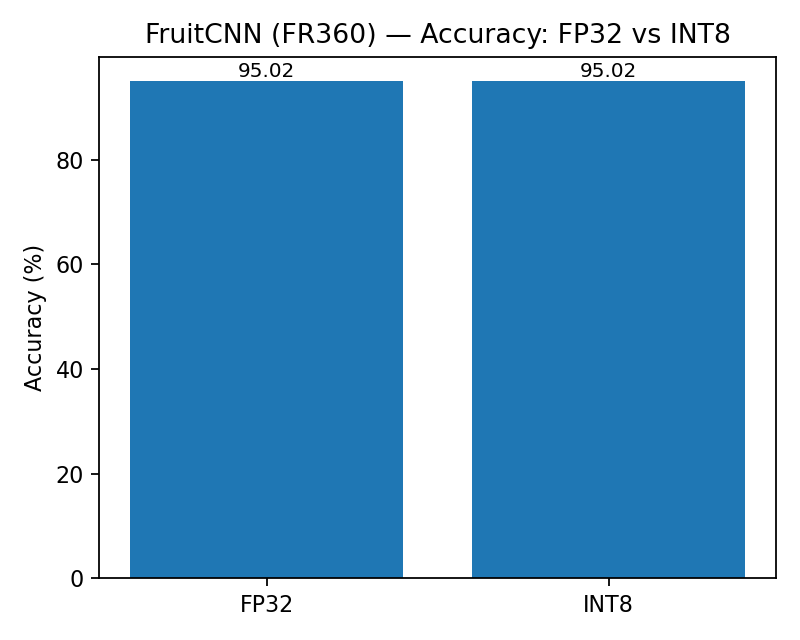 FruitCNN (FR360) — Accuracy: FP32 vs INT8
95.02 95.02
80
60
40
20
0
Accuracy (%)
FP32 INT8